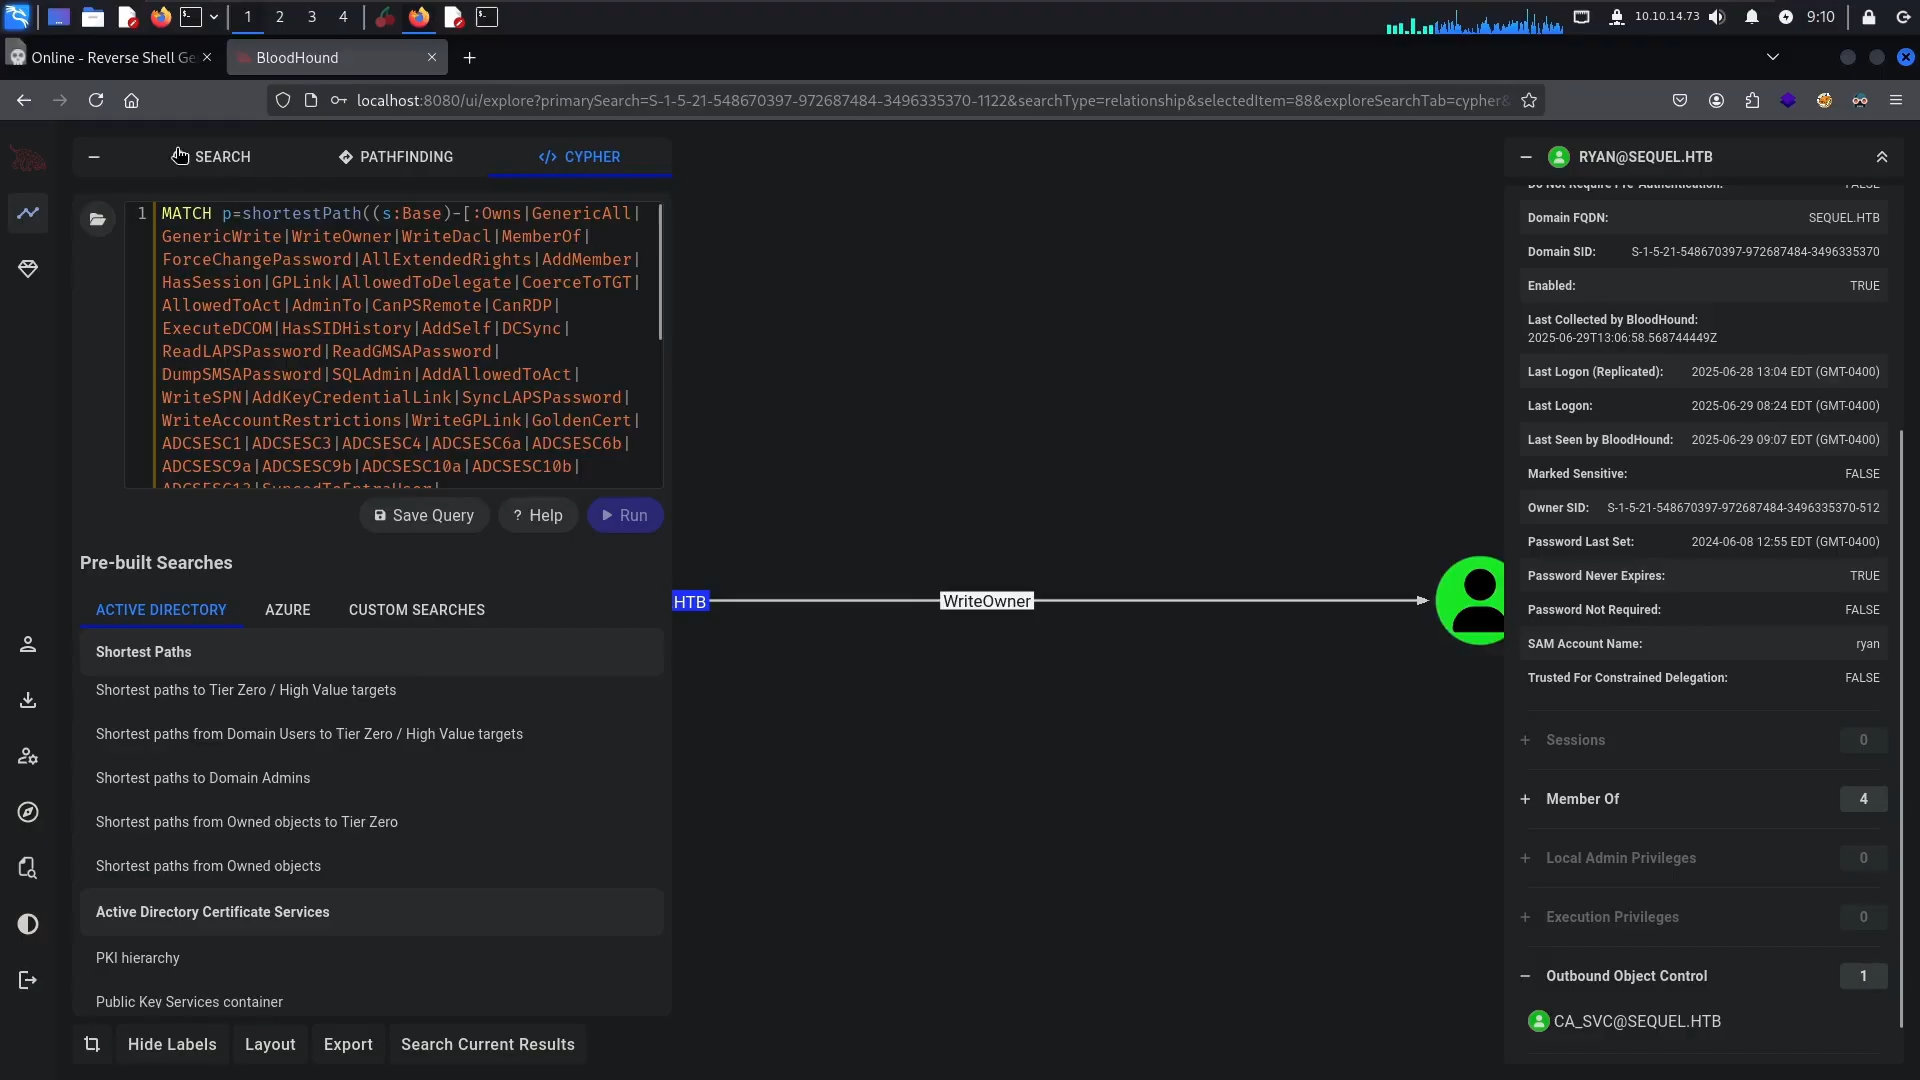 1
2
3
4
10.10.14.73
9:10
Online - Reverse Shell Ge
BloodHound
localhost:8080/ui/explore?primarySearch=S-1-5-21-548670397-972687484-3496335370-1122&searchType=relationship&selectedItem=88&exploreSearchTab=cypher&
SEARCH
PATHFINDING
</> CYPHER
1 MATCH p=shortestPath((s:Base)-[:Owns|GenericAll|
GenericWrite|WriteOwner|WriteDacl|MemberOf|
ForceChangePassword|AllExtendedRights|AddMember|
HasSession|GPLink|AllowedToDelegate|CoerceToTGT|
AllowedToAct|AdminTo|CanPSRemote|CanRDP|
ExecuteDCOM|HasSIDHistory|AddSelf|DCSync|
ReadLAPSPassword|ReadGMSAPassword|
DumpSMSAPassword|SQLAdmin|AddAllowedToAct|
WriteSPN|AddKeyCredentialLink|SyncLAPSPassword|
WriteAccountRestrictions|WriteGPLink|GoldenCert|
ADCSESC1|ADCSESC3|ADCSESC4|ADCSESC6a|ADCSESC6b|
ADCSESC9a|ADCSESC9b|ADCSESC10a|ADCSESC10b|
ADCSESC13|SyncedToEntraUser|
Save Query
? Help
Run
Pre-built Searches
ACTIVE DIRECTORY
AZURE
CUSTOM SEARCHES
Shortest Paths
Shortest paths to Tier Zero / High Value targets
Shortest paths from Domain Users to Tier Zero / High Value targets
Shortest paths to Domain Admins
Shortest paths from Owned objects to Tier Zero
Shortest paths from Owned objects
Active Directory Certificate Services
PKI hierarchy
Public Key Services container
Hide Labels
Layout
Export
Search Current Results
HTB
WriteOwner
RYAN@SEQUEL.HTB
Do Not Require Pre-Authentication: FALSE
Domain FQDN: SEQUEL.HTB
Domain SID: S-1-5-21-548670397-972687484-3496335370
Enabled: TRUE
Last Collected by BloodHound:
2025-06-29T13:06:58.568744449Z
Last Logon (Replicated): 2025-06-28 13:04 EDT (GMT-0400)
Last Logon: 2025-06-29 08:24 EDT (GMT-0400)
Last Seen by BloodHound: 2025-06-29 09:07 EDT (GMT-0400)
Marked Sensitive: FALSE
Owner SID: S-1-5-21-548670397-972687484-3496335370-512
Password Last Set: 2024-06-08 12:55 EDT (GMT-0400)
Password Never Expires: TRUE
Password Not Required: FALSE
SAM Account Name: ryan
Trusted For Constrained Delegation: FALSE
+ Sessions 0
+ Member Of 4
+ Local Admin Privileges 0
+ Execution Privileges 0
− Outbound Object Control 1
CA_SVC@SEQUEL.HTB